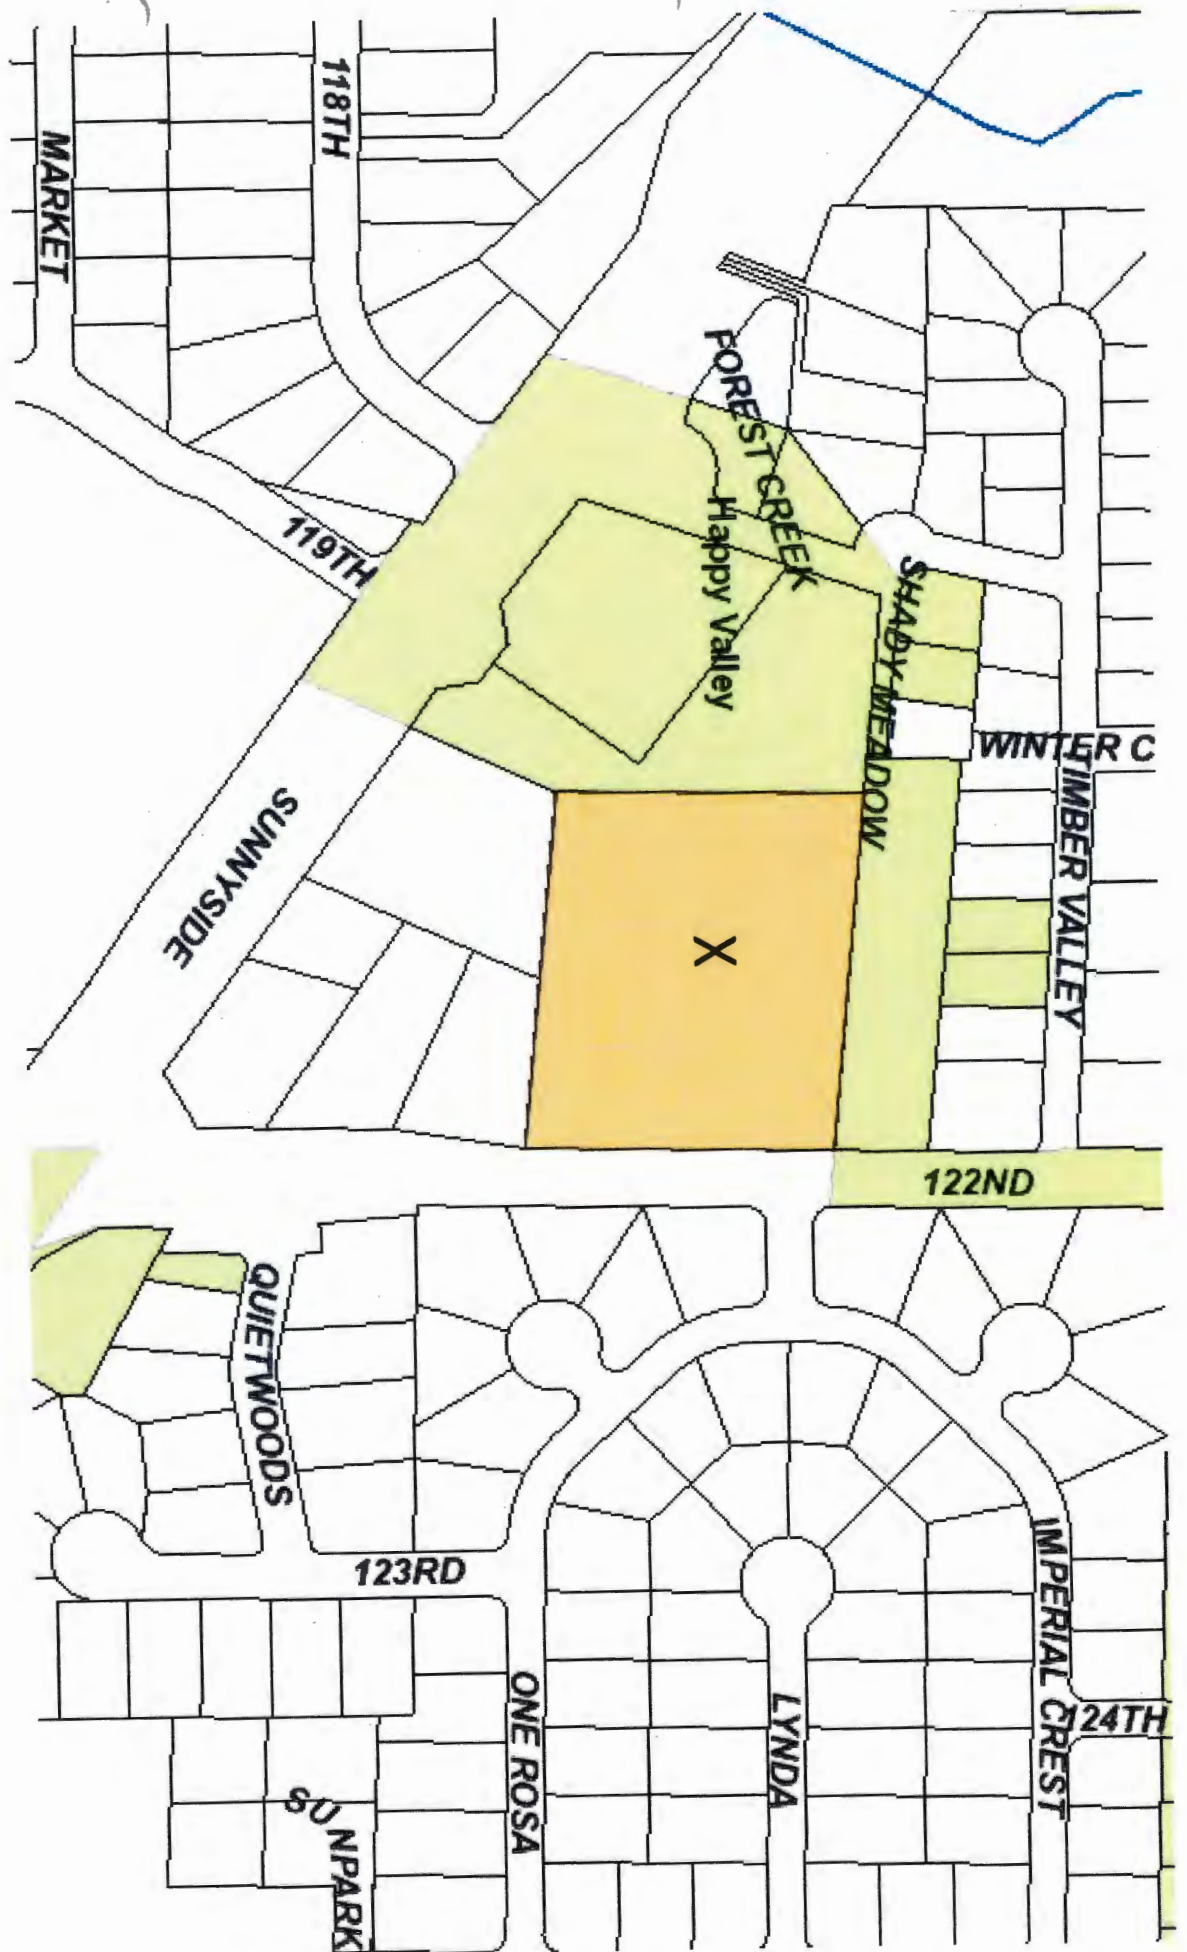 118TH
MARKET
FOREST CREEK
119TH
Happy Valley
SHADY MEADOW
WINTER C
TIMBER VALLEY
SUNNYSIDE
X
122ND
QUIETWOODS
123RD
IMPERIAL CREST
ONE ROSA
LYNDA
124TH
SUNPARK